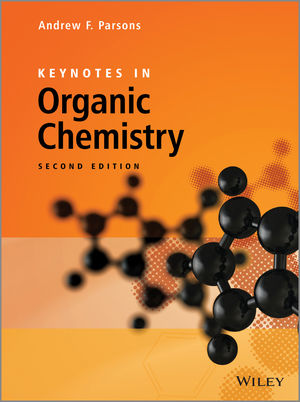 Andrew F. Parsons
KEYNOTES IN
Organic
Chemistry
SECOND EDITION
WILEY